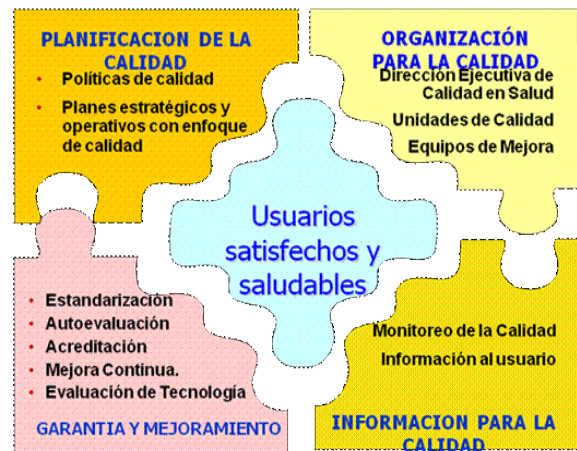 PLANIFICACION DE LA
CALIDAD
• Políticas de calidad
• Planes estratégicos y
operativos con enfoque
de calidad
ORGANIZACIÓN
PARA LA CALIDAD
Dirección Ejecutiva de
Calidad en Salud
Unidades de Calidad
Equipos de Mejora
Usuarios
satisfechos y
saludables
• Estandarización
• Autoevaluación
• Acreditación
• Mejora Continua.
• Evaluación de Tecnología
GARANTIA Y MEJORAMIENTO
Monitoreo de la Calidad
Información al usuario
INFORMACION PARA LA
CALIDAD